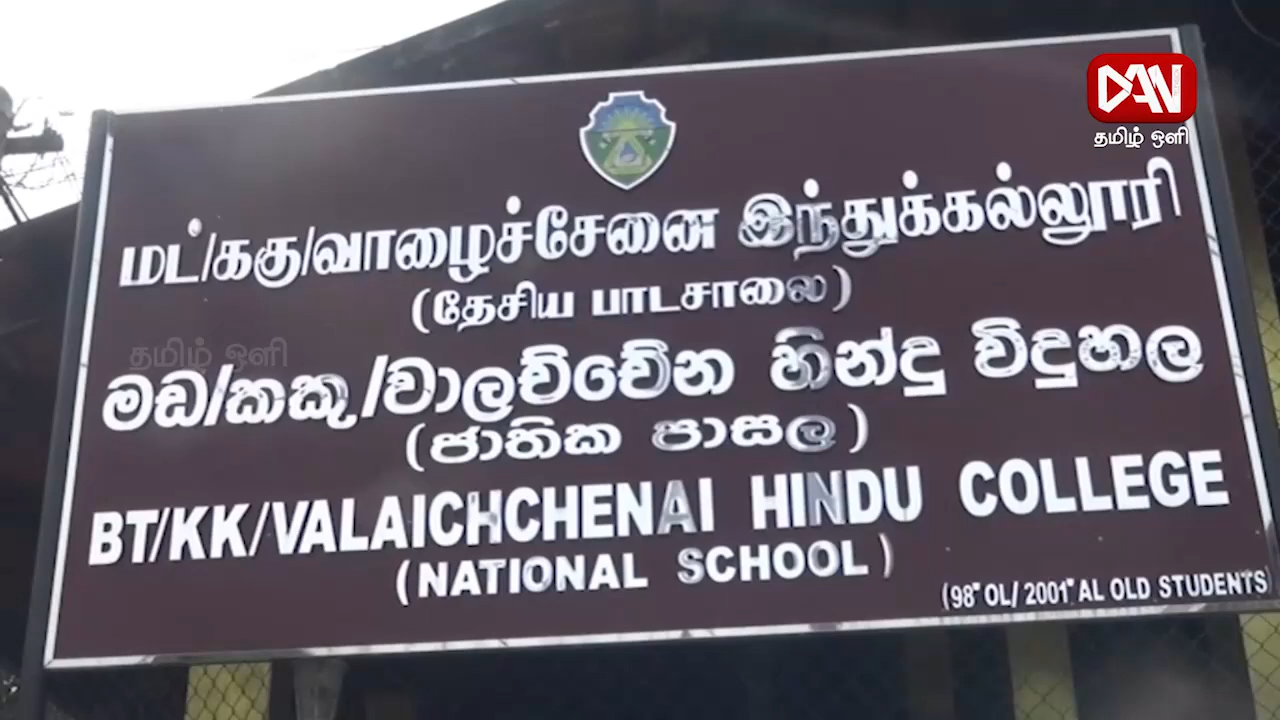 DAN
தமிழ் ஒளி
மட்/ககு/வாழைச்சேனை இந்துக்கல்லூரி
(தேசிய பாடசாலை)
தமிழ் ஒளி
මඩ/කකු/වාලච්චේන හින්දු විදුහල
(ජාතික පාසල)
BT/KK/VALAICHCHENAI HINDU COLLEGE
(NATIONAL SCHOOL)
(98" OL/ 2001" AL OLD STUDENTS)